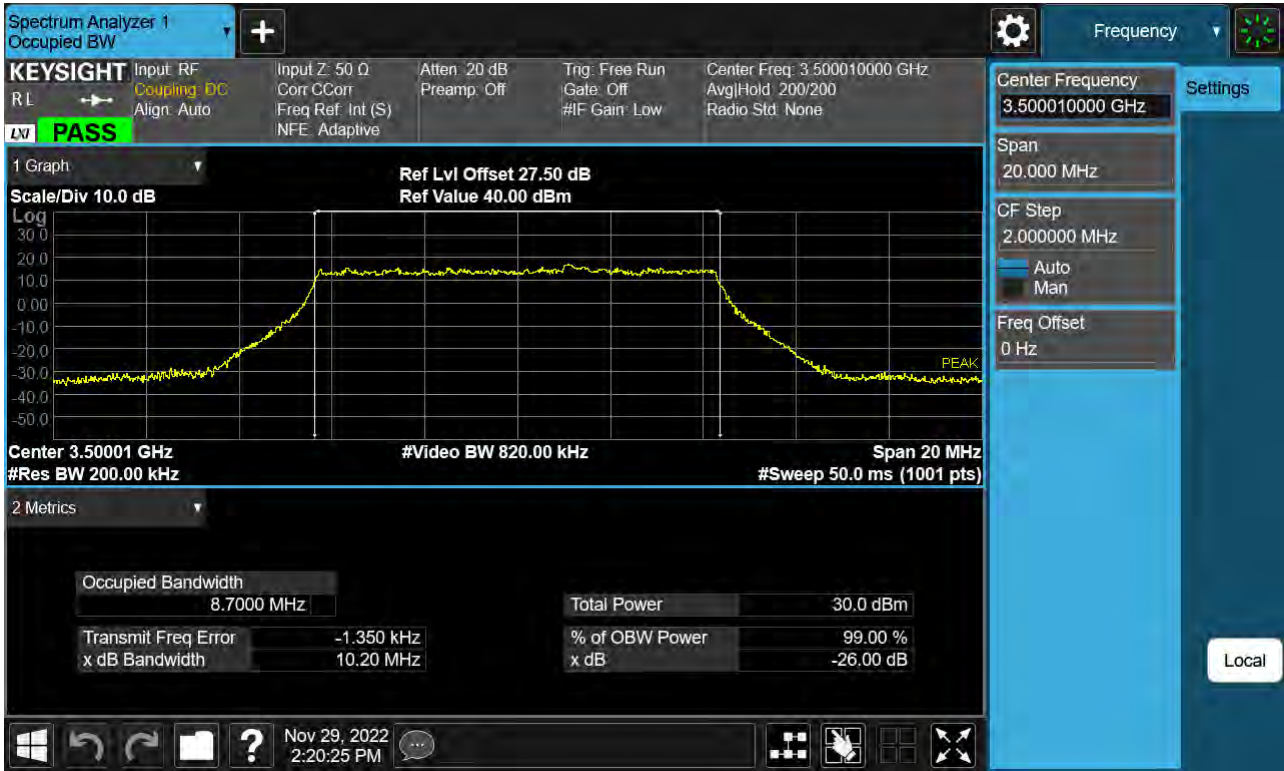 Spectrum Analyzer 1
Occupied BW
+
Frequency
KEYSIGHT
R L
LXI PASS
Input: RF
Coupling: DC
Align: Auto
Input Z: 50 Ω
Corr CCorr
Freq Ref: Int (S)
NFE: Adaptive
Atten: 20 dB
Preamp: Off
Trig: Free Run
Gate: Off
#IF Gain: Low
Center Freq: 3.500010000 GHz
Avg|Hold: 200/200
Radio Std: None
Center Frequency
3.500010000 GHz
Settings
Span
20.000 MHz
CF Step
2.000000 MHz
Auto
Man
Freq Offset
0 Hz
Local
1 Graph
Scale/Div 10.0 dB
Ref Lvl Offset 27.50 dB
Ref Value 40.00 dBm
Log
30.0
20.0
10.0
0.00
-10.0
-20.0
-30.0
-40.0
-50.0
PEAK
Center 3.50001 GHz
#Res BW 200.00 kHz
#Video BW 820.00 kHz
Span 20 MHz
#Sweep 50.0 ms (1001 pts)
2 Metrics
Occupied Bandwidth
8.7000 MHz
Transmit Freq Error -1.350 kHz
x dB Bandwidth 10.20 MHz
Total Power 30.0 dBm
% of OBW Power 99.00 %
x dB -26.00 dB
?
Nov 29, 2022
2:20:25 PM